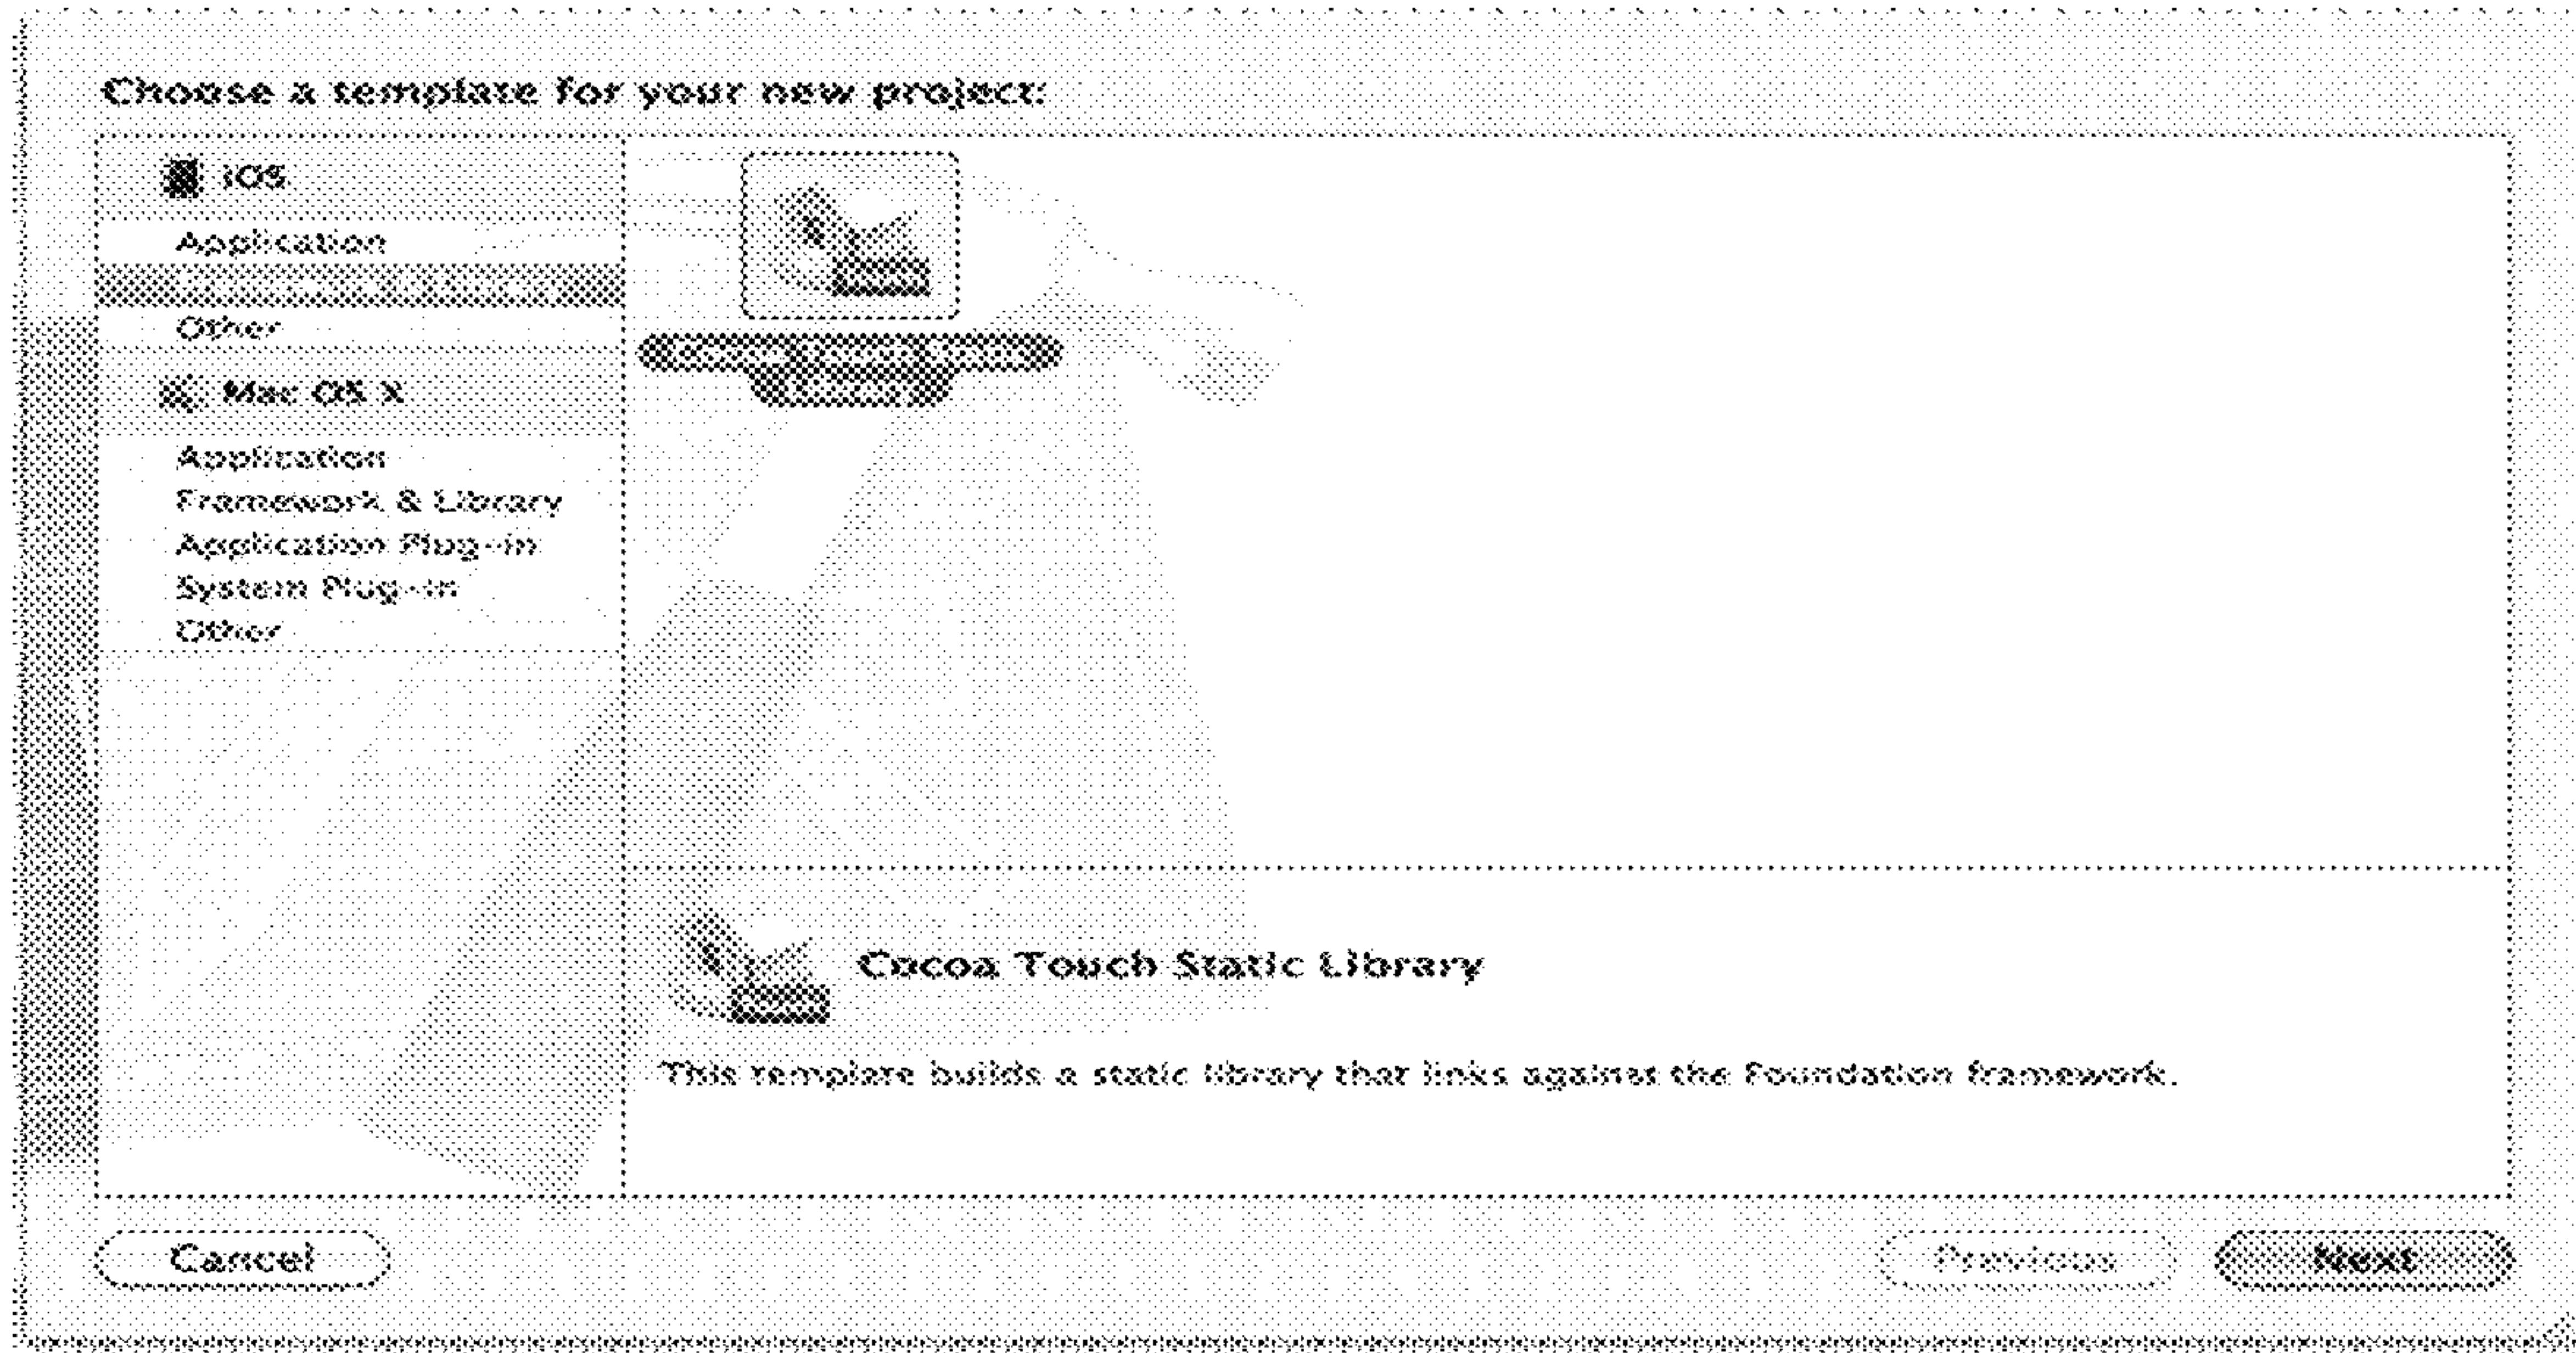 Choose a template for your new project:
iOS
Application
Other
Mac OS X
Application
Framework & Library
Application Plug-in
System Plug-in
Other
Cocoa Touch Static Library
This template builds a static library that links against the Foundation framework.
Cancel
Previous
Next